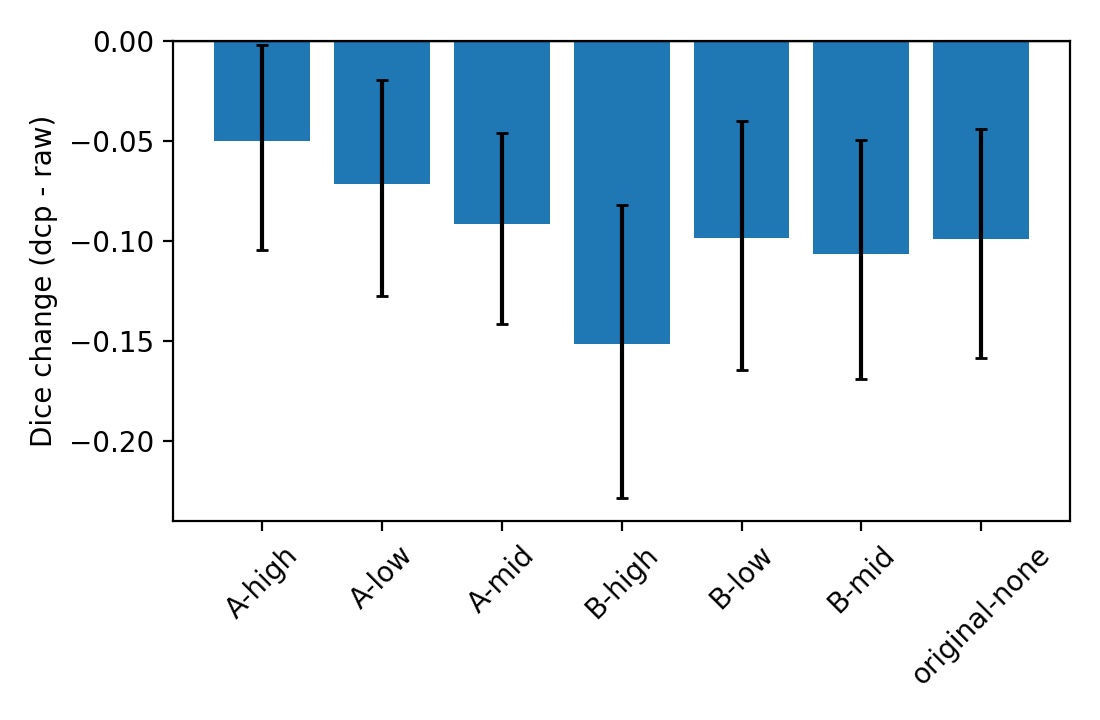 Dice change (dcp - raw)
0.00
−0.05
−0.10
−0.15
−0.20
A-high
A-low
A-mid
B-high
B-low
B-mid
original-none